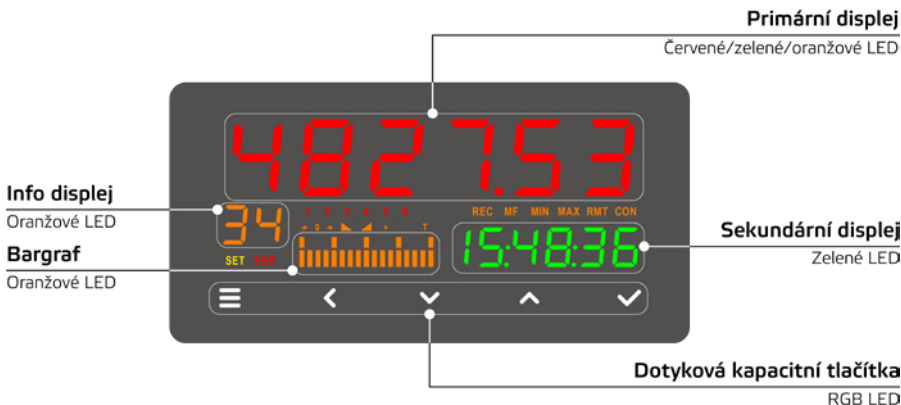 Primární displej
Červené/zelené/oranžové LED
4827.53
Info displej
Oranžové LED
34
1 2 3 4 5 6
REC MF MIN MAX RMT CON
0
T
15:48:36
SET ERR
Sekundární displej
Zelené LED
Bargraf
Oranžové LED
Dotyková kapacitní tlačítka
RGB LED